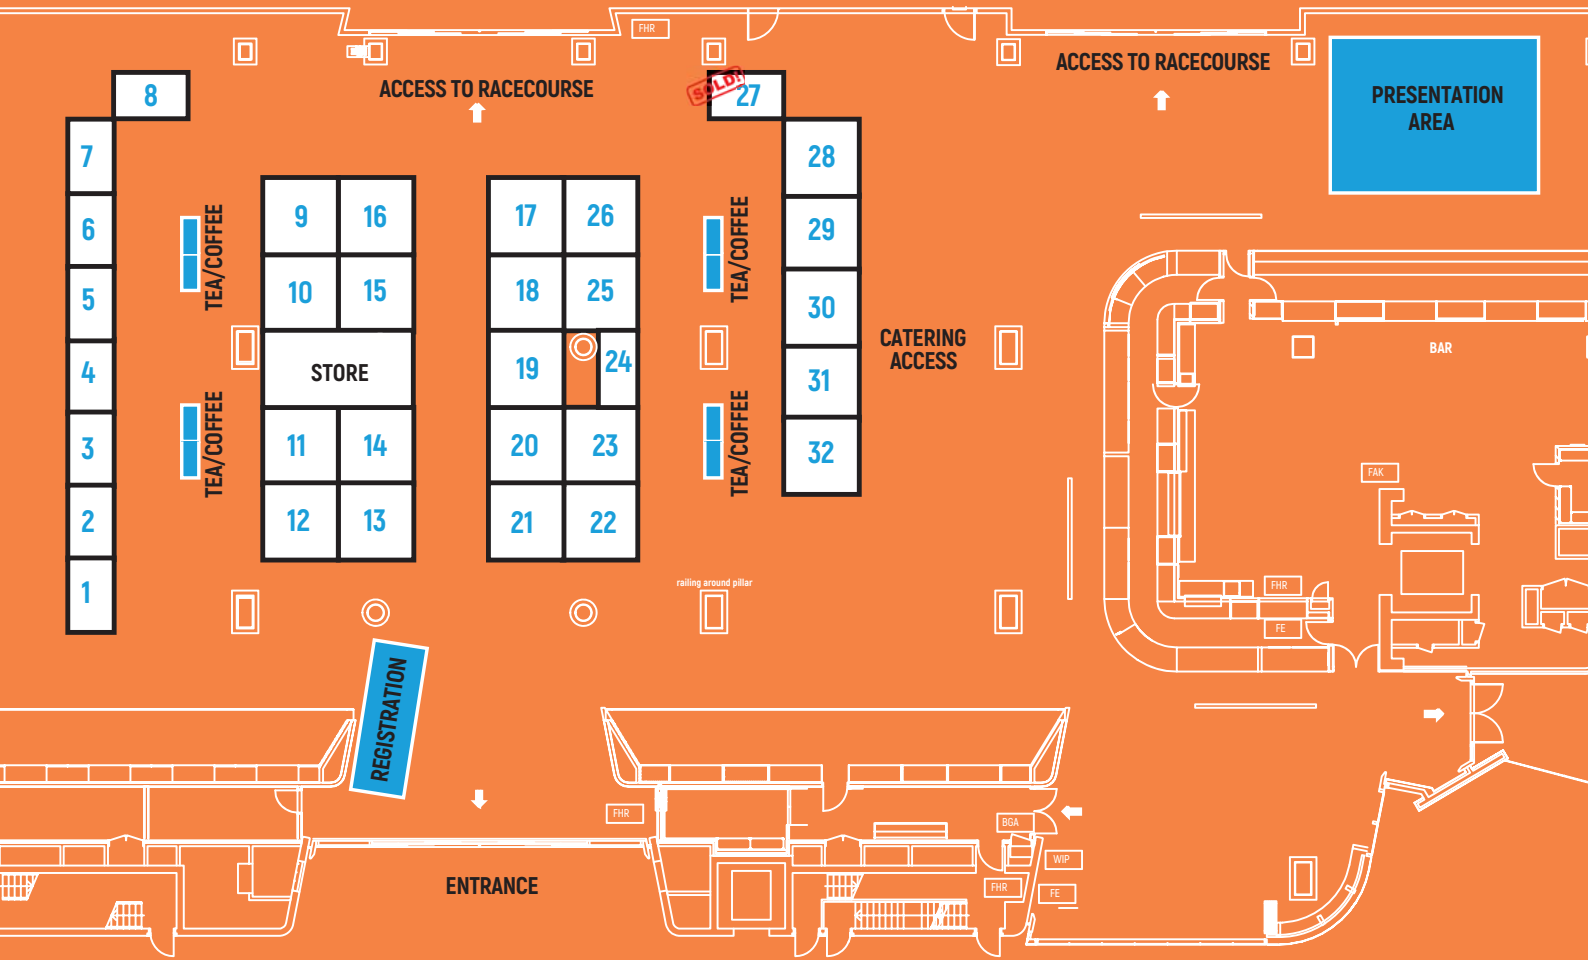 FHR
ACCESS TO RACECOURSE
ACCESS TO RACECOURSE
SOLD!
8
27
PRESENTATION
AREA
7
28
9
16
17
26
6
TEA/COFFEE
TEA/COFFEE
29
10
15
18
25
5
30
STORE
19
24
CATERING
ACCESS
BAR
4
31
11
14
20
23
3
TEA/COFFEE
TEA/COFFEE
32
FAK
12
13
21
22
2
railing around pillar
1
FHR
FE
REGISTRATION
FHR
BGA
WIP
ENTRANCE
FHR
FE